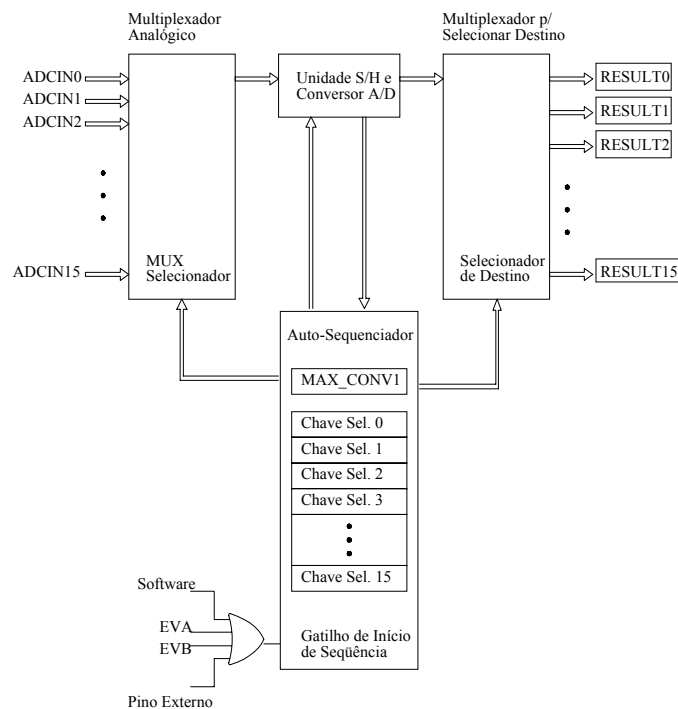 Multiplexador
Analógico
Multiplexador p/
Selecionar Destino
ADCIN0
ADCIN1
ADCIN2
ADCIN15
MUX
Selecionador
Unidade S/H e
Conversor A/D
Selecionador
de Destino
RESULT0
RESULT1
RESULT2
RESULT15
Auto-Sequenciador
MAX_CONV1
Chave Sel. 0
Chave Sel. 1
Chave Sel. 2
Chave Sel. 3
Chave Sel. 15
Software
EVA
EVB
Pino Externo
Gatilho de Início
de Seqüência